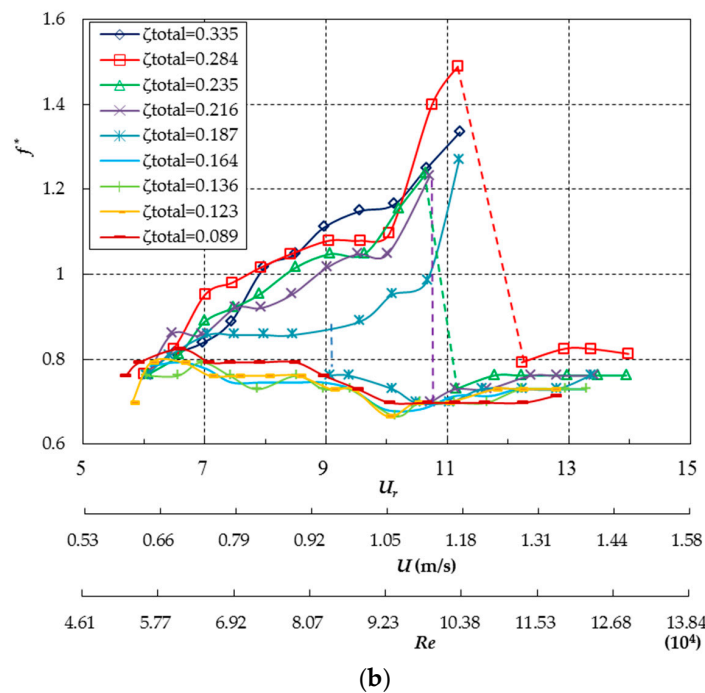 1.6
ζtotal=0.335
ζtotal=0.284
ζtotal=0.235
ζtotal=0.216
ζtotal=0.187
ζtotal=0.164
ζtotal=0.136
ζtotal=0.123
ζtotal=0.089
1.4
f*
1.2
1
0.8
0.6
5 7 9 11 13 15
Ur
0.53 0.66 0.79 0.92 1.05 1.18 1.31 1.44 1.58
U (m/s)
4.61 5.77 6.92 8.07 9.23 10.38 11.53 12.68 13.84
Re (10⁴)
(b)